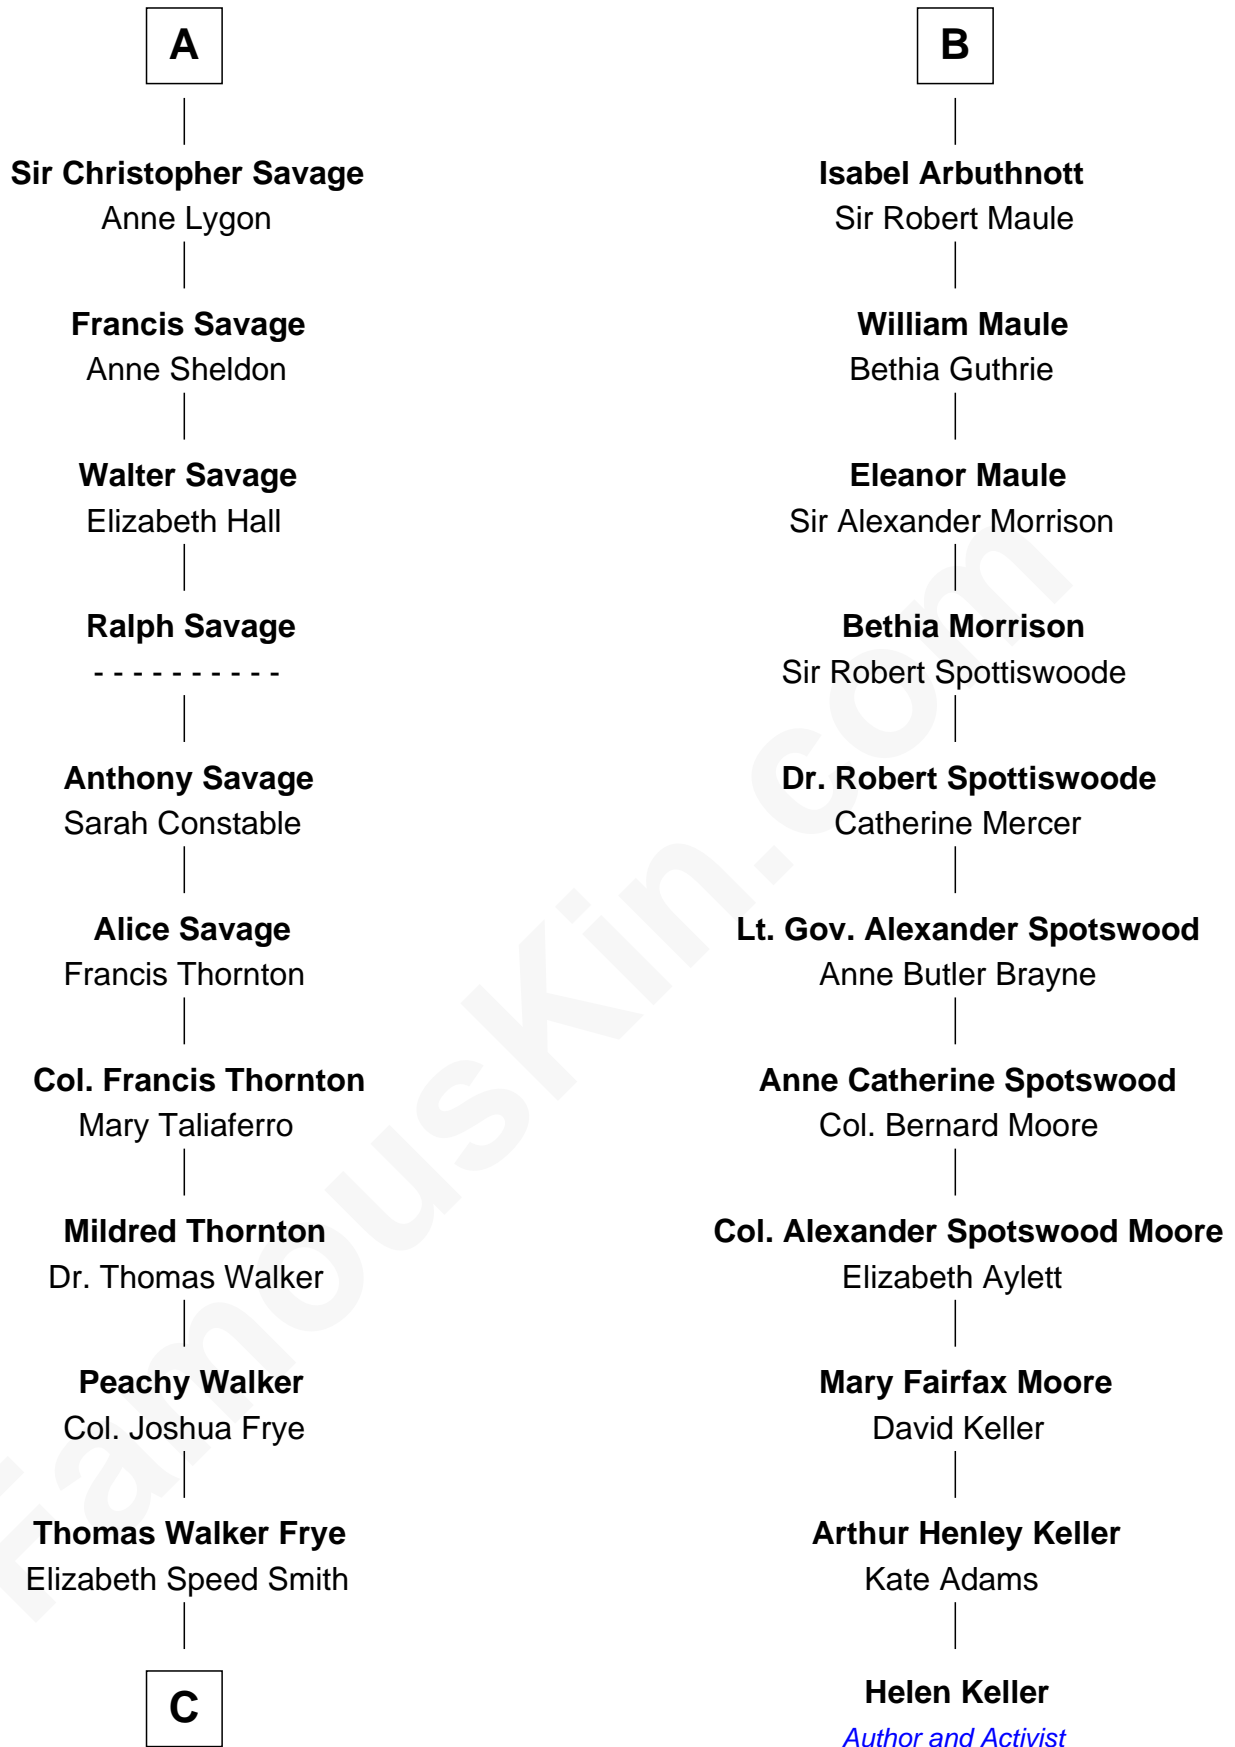 A
Sir Christopher Savage
Anne Lygon
Francis Savage
Anne Sheldon
Walter Savage
Elizabeth Hall
Ralph Savage
- - - - - - - - - -
Anthony Savage
Sarah Constable
Alice Savage
Francis Thornton
Col. Francis Thornton
Mary Taliaferro
Mildred Thornton
Dr. Thomas Walker
Peachy Walker
Col. Joshua Frye
Thomas Walker Frye
Elizabeth Speed Smith
C
B
Isabel Arbuthnott
Sir Robert Maule
William Maule
Bethia Guthrie
Eleanor Maule
Sir Alexander Morrison
Bethia Morrison
Sir Robert Spottiswoode
Dr. Robert Spottiswoode
Catherine Mercer
Lt. Gov. Alexander Spotswood
Anne Butler Brayne
Anne Catherine Spotswood
Col. Bernard Moore
Col. Alexander Spotswood Moore
Elizabeth Aylett
Mary Fairfax Moore
David Keller
Arthur Henley Keller
Kate Adams
Helen Keller
Author and Activist
FamousKin.com